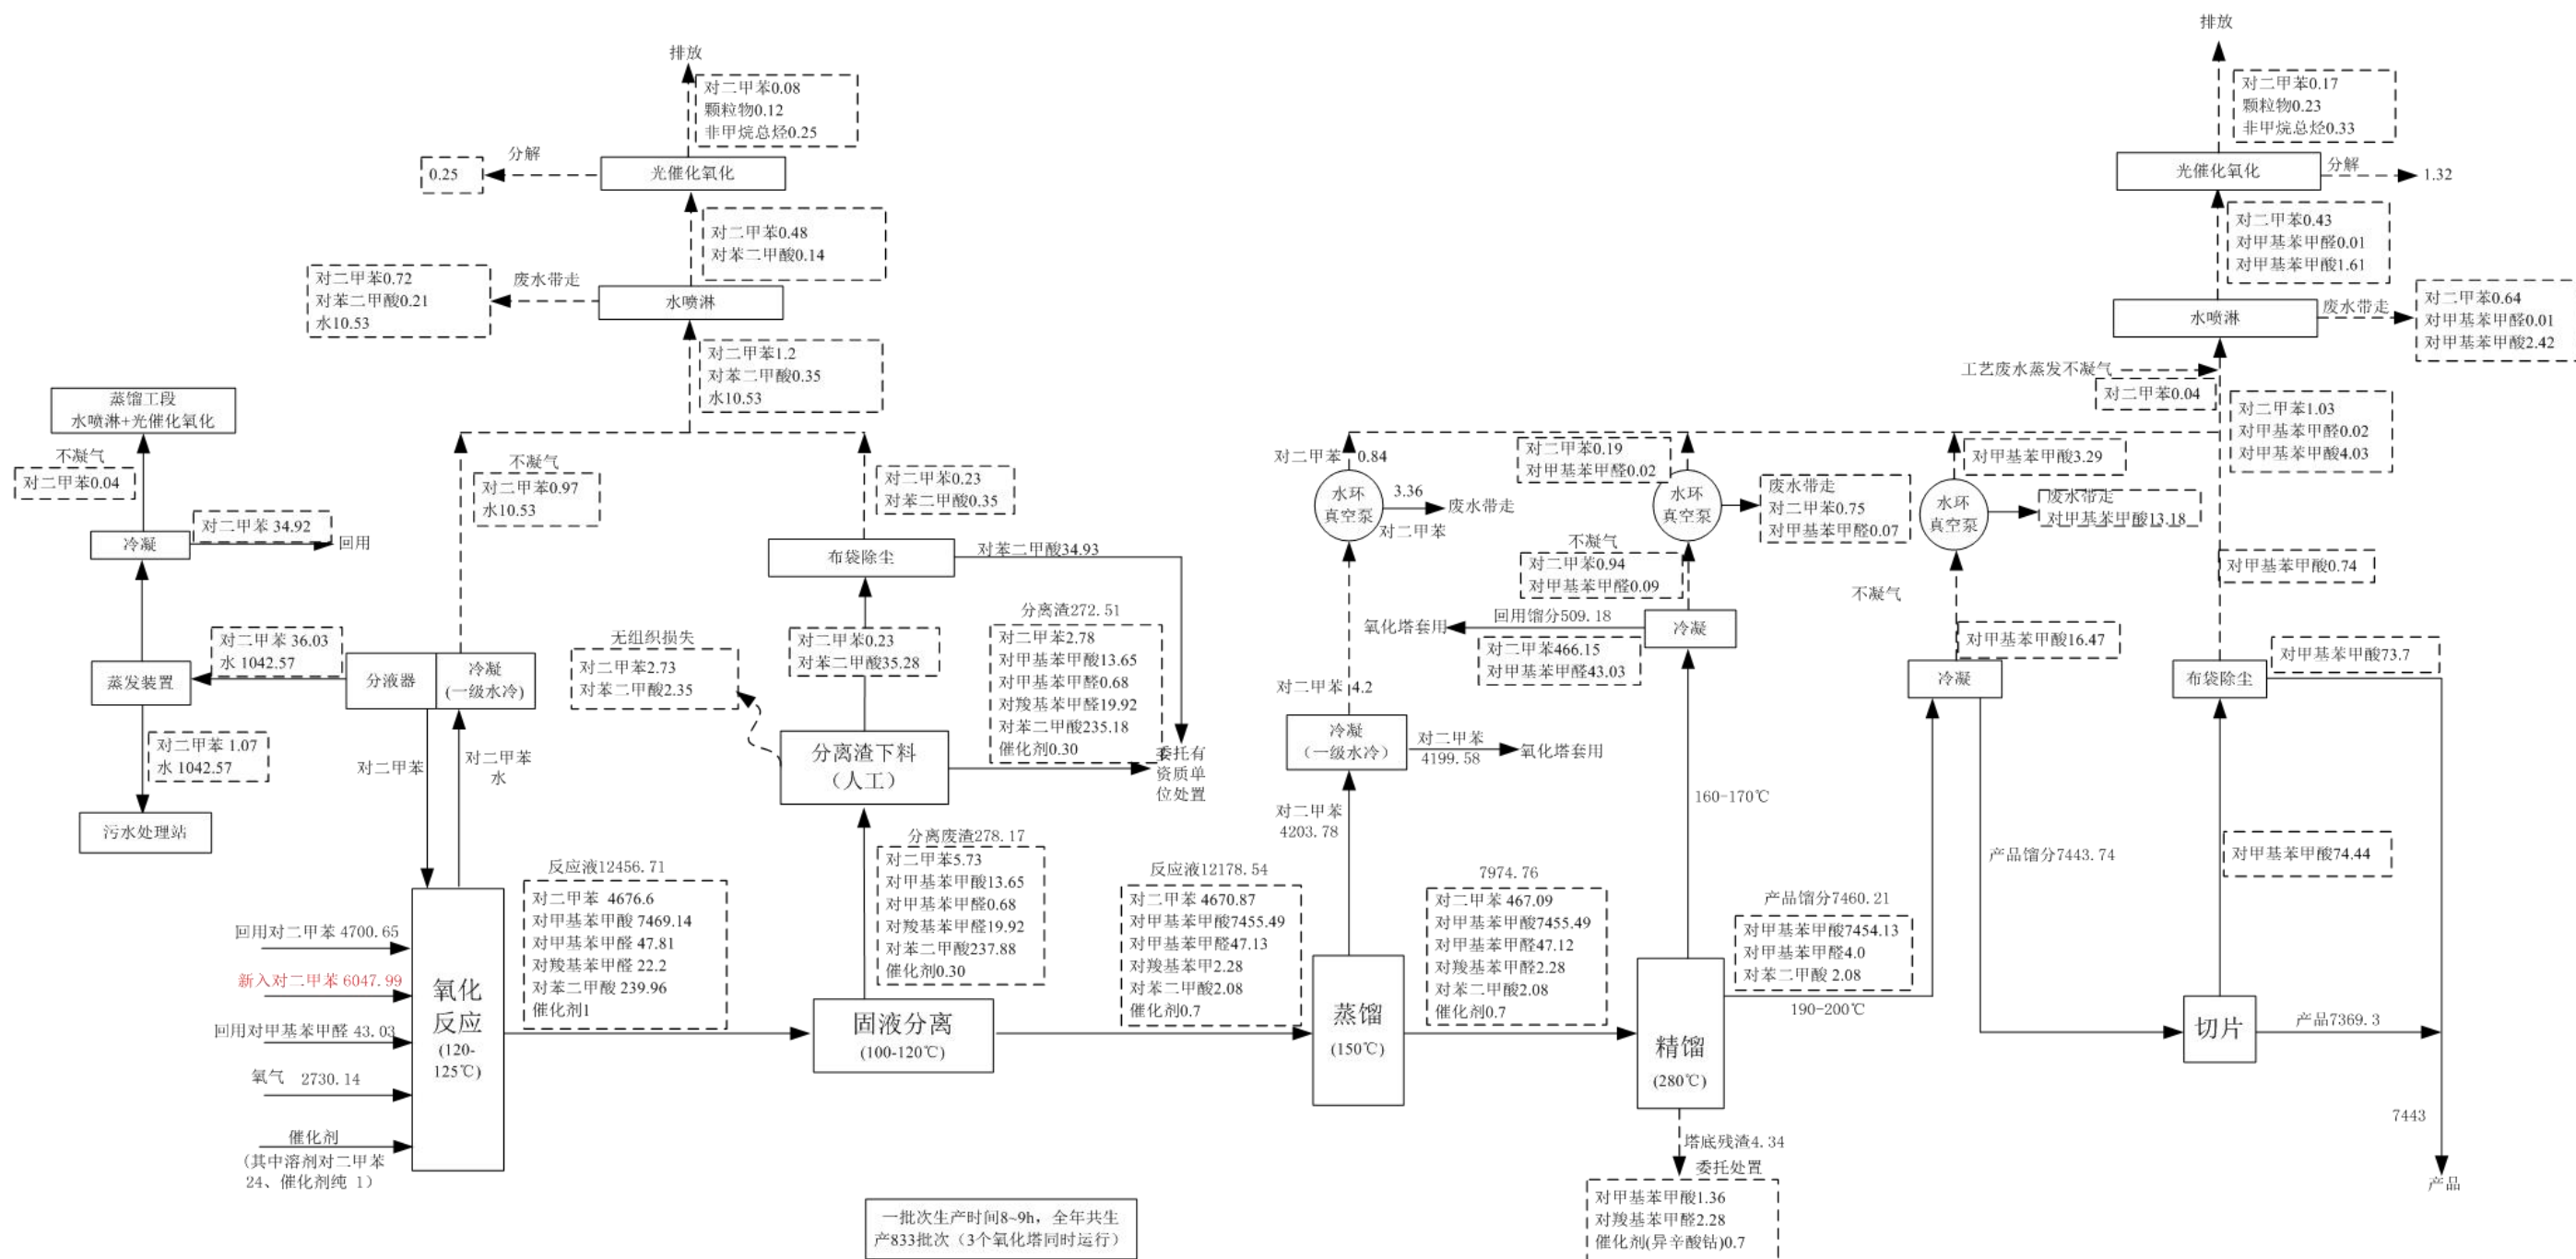 排放
对二甲苯0.08
颗粒物0.12
非甲烷总烃0.25
分解
0.25
光催化氧化
对二甲苯0.48
对苯二甲酸0.14
对二甲苯0.72
对苯二甲酸0.21
水10.53
废水带走
水喷淋
对二甲苯1.2
对苯二甲酸0.35
水10.53
蒸馏工段
水喷淋+光催化氧化
不凝气
对二甲苯0.04
对二甲苯 34.92
冷凝
回用
不凝气
对二甲苯0.97
水10.53
对二甲苯0.23
对苯二甲酸0.35
布袋除尘
对苯二甲酸34.93
对二甲苯 36.03
水 1042.57
蒸发装置
分液器
冷凝
(一级水冷)
对二甲苯 1.07
水 1042.57
污水处理站
对二甲苯
对二甲苯
水
无组织损失
对二甲苯2.73
对苯二甲酸2.35
对二甲苯0.23
对苯二甲酸35.28
分离渣272.51
对二甲苯2.78
对甲基苯甲酸13.65
对甲基苯甲醛0.68
对羧基苯甲醛19.92
对苯二甲酸235.18
催化剂0.30
分离渣下料
（人工）
委托有
资质单
位处置
分离废渣278.17
对二甲苯5.73
对甲基苯甲酸13.65
对甲基苯甲醛0.68
对羧基苯甲醛19.92
对苯二甲酸237.88
催化剂0.30
回用对二甲苯 4700.65
新入对二甲苯 6047.99
回用对甲基苯甲醛 43.03
氧气 2730.14
催化剂
（其中溶剂对二甲苯
24、催化剂纯 1）
氧化
反应
(120-
125℃)
反应液12456.71
对二甲苯 4676.6
对甲基苯甲酸 7469.14
对甲基苯甲醛 47.81
对羧基苯甲醛 22.2
对苯二甲酸 239.96
催化剂1
固液分离
(100-120℃)
反应液12178.54
对二甲苯 4670.87
对甲基苯甲酸7455.49
对甲基苯甲醛47.13
对羧基苯甲2.28
对苯二甲酸2.08
催化剂0.7
蒸馏
(150℃)
对二甲苯
4203.78
冷凝
（一级水冷）
对二甲苯
4199.58
氧化塔套用
对二甲苯 4.2
水环
真空泵
3.36
废水带走
对二甲苯
对二甲苯 0.84
7974.76
对二甲苯 467.09
对甲基苯甲酸7455.49
对甲基苯甲醛47.12
对羧基苯甲醛2.28
对苯二甲酸2.08
催化剂0.7
精馏
(280℃)
塔底残渣4.34
委托处置
对甲基苯甲酸1.36
对羧基苯甲醛2.28
催化剂(异辛酸钴)0.7
160-170℃
冷凝
回用馏分509.18
氧化塔套用
对二甲苯466.15
对甲基苯甲醛43.03
不凝气
对二甲苯0.94
对甲基苯甲醛0.09
水环
真空泵
对二甲苯0.19
对甲基苯甲醛0.02
废水带走
对二甲苯0.75
对甲基苯甲醛0.07
产品馏分7460.21
对甲基苯甲酸7454.13
对甲基苯甲醛4.0
对苯二甲酸 2.08
190-200℃
冷凝
对甲基苯甲酸16.47
不凝气
水环
真空泵
对甲基苯甲酸3.29
废水带走
对甲基苯甲酸13.18
产品馏分7443.74
切片
产品7369.3
对甲基苯甲酸74.44
布袋除尘
对甲基苯甲酸73.7
对甲基苯甲酸0.74
7443
产品
对二甲苯1.03
对甲基苯甲醛0.02
对甲基苯甲酸4.03
工艺废水蒸发不凝气
对二甲苯0.04
水喷淋
废水带走
对二甲苯0.64
对甲基苯甲醛0.01
对甲基苯甲酸2.42
对二甲苯0.43
对甲基苯甲醛0.01
对甲基苯甲酸1.61
光催化氧化
分解
1.32
对二甲苯0.17
颗粒物0.23
非甲烷总烃0.33
排放
一批次生产时间8~9h，全年共生
产833批次（3个氧化塔同时运行）